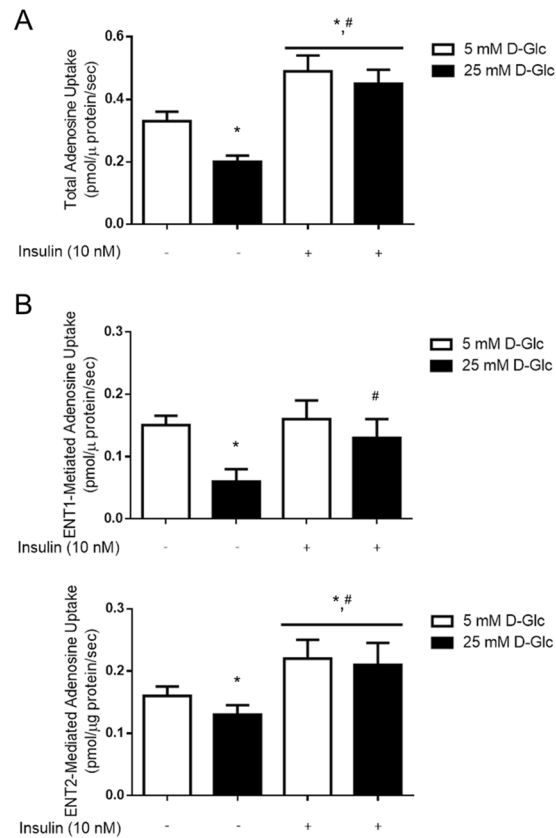 A
*,#
5 mM D-Glc
25 mM D-Glc
Total Adenosine Uptake
(pmol/μ protein/sec)
0.6
0.4
0.2
0.0
*
Insulin (10 nM) - - + +
B
5 mM D-Glc
25 mM D-Glc
ENT1-Metiated Adenosine Uptake
(pmol/μ protein/sec)
0.3
0.2
0.1
0.0
*
#
Insulin (10 nM) - - + +
*,#
5 mM D-Glc
25 mM D-Glc
ENT2-Mediated Adenosine Uptake
(pmol/μg protein/sec)
0.3
0.2
0.1
0.0
*
Insulin (10 nM) - - + +